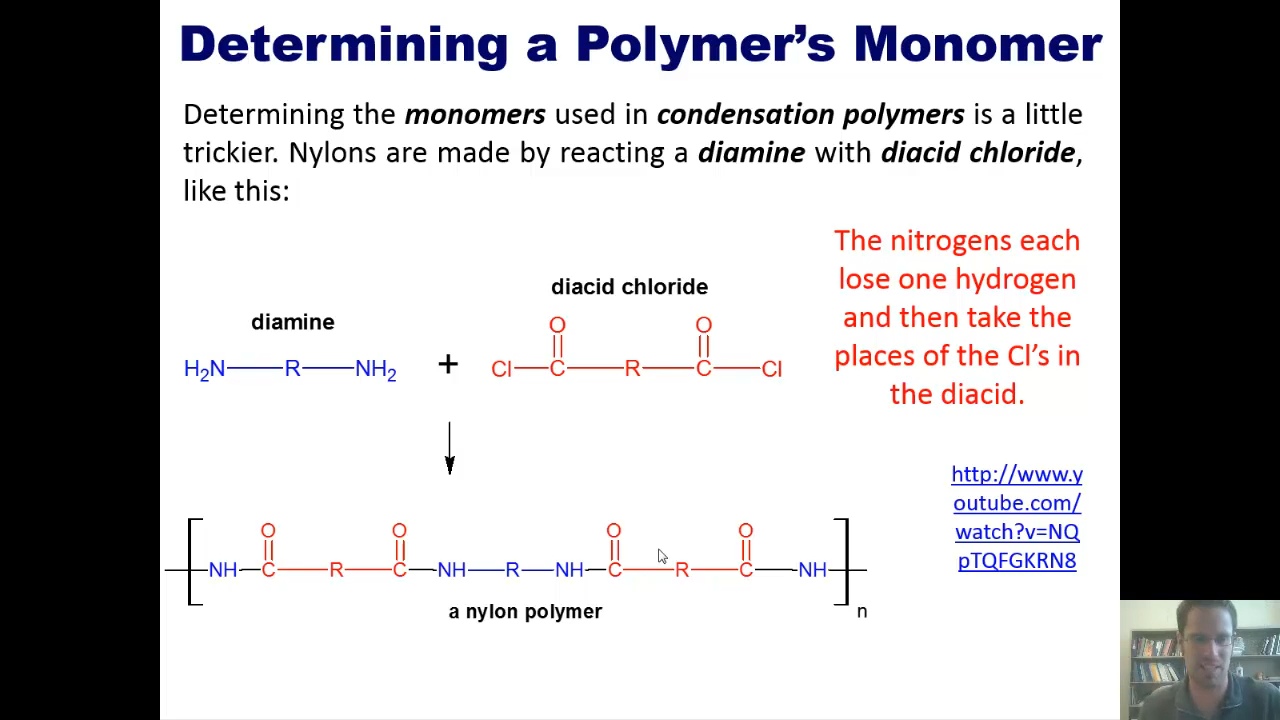 Determining a Polymer's Monomer
Determining the monomers used in condensation polymers is a little
trickier. Nylons are made by reacting a diamine with diacid chloride,
like this:
The nitrogens each
lose one hydrogen
and then take the
places of the Cl's in
the diacid.
diacid chloride
diamine
O O
H₂N R NH₂ + Cl C R C Cl
http://www.y
outube.com/
watch?v=NQ
pTQFGKRN8
O O O O
NH C R C NH R NH C R C NH
a nylon polymer
n